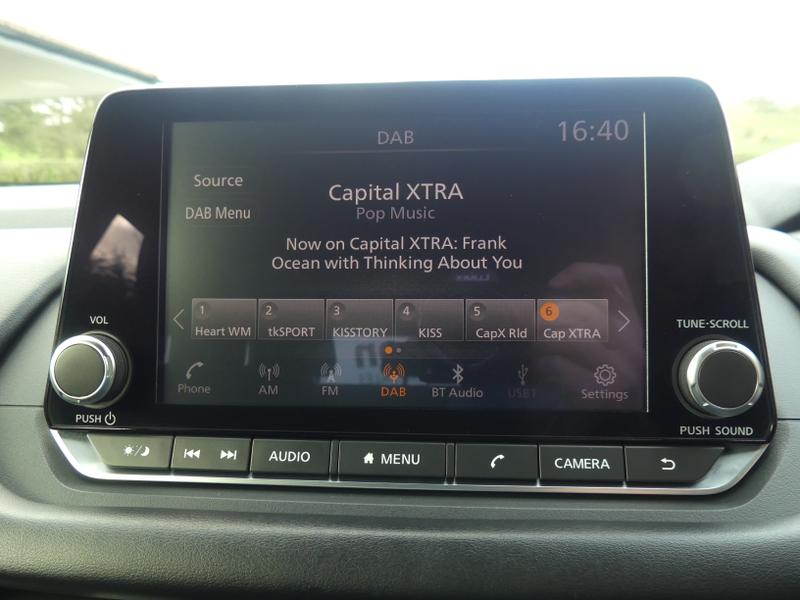 DAB
16:40
Source
DAB Menu
Capital XTRA
Pop Music
Now on Capital XTRA: Frank
Ocean with Thinking About You
1 2 3 4 5 6
Heart WM tkSPORT KISSTORY KISS CapX Rld Cap XTRA
VOL
TUNE·SCROLL
Phone AM FM DAB BT Audio USB1 Settings
PUSH
PUSH SOUND
AUDIO MENU CAMERA